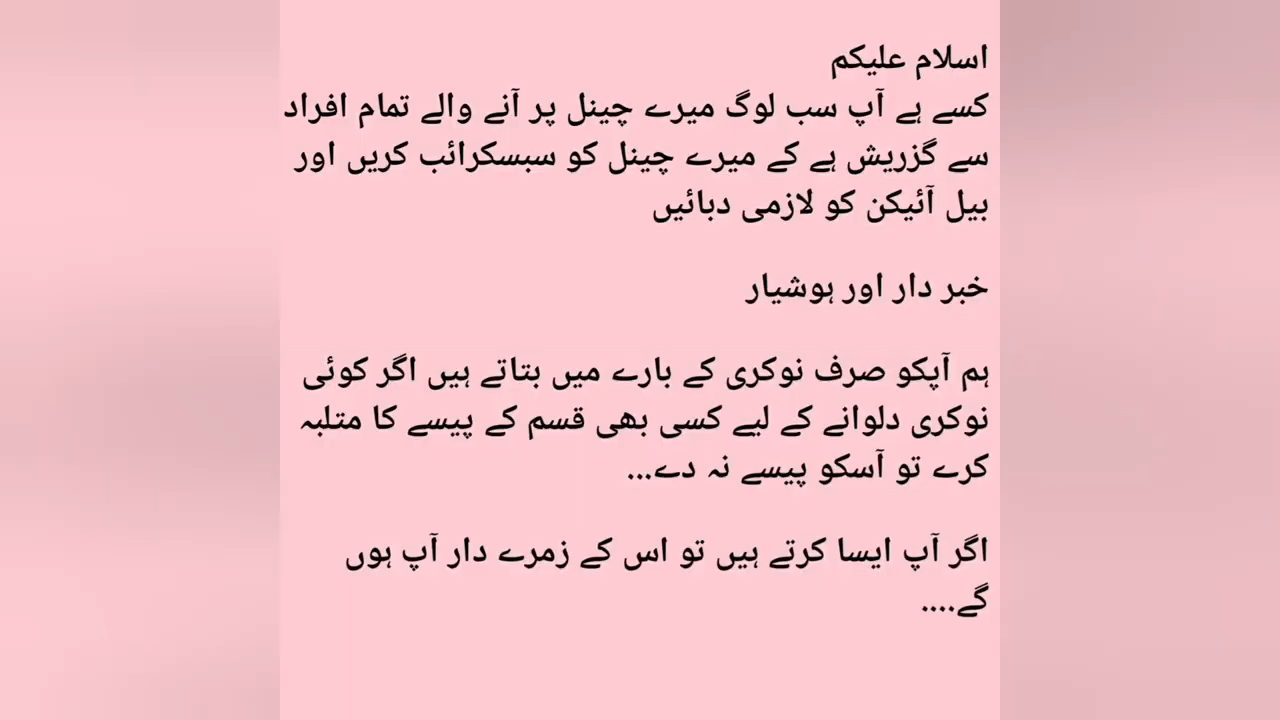 اسلام علیکم
کسے ہے آپ سب لوگ میرے چینل پر آنے والے تمام افراد
سے گزریش ہے کے میرے چینل کو سبسکرائب کریں اور
بیل آئیکن کو لازمی دبائیں
خبر دار اور ہوشیار
ہم آپکو صرف نوکری کے بارے میں بتاتے ہیں اگر کوئی
نوکری دلوانے کے لیے کسی بھی قسم کے پیسے کا متلبہ
کرے تو آسکو پیسے نہ دے...
اگر آپ ایسا کرتے ہیں تو اس کے زمرے دار آپ ہوں
گے....